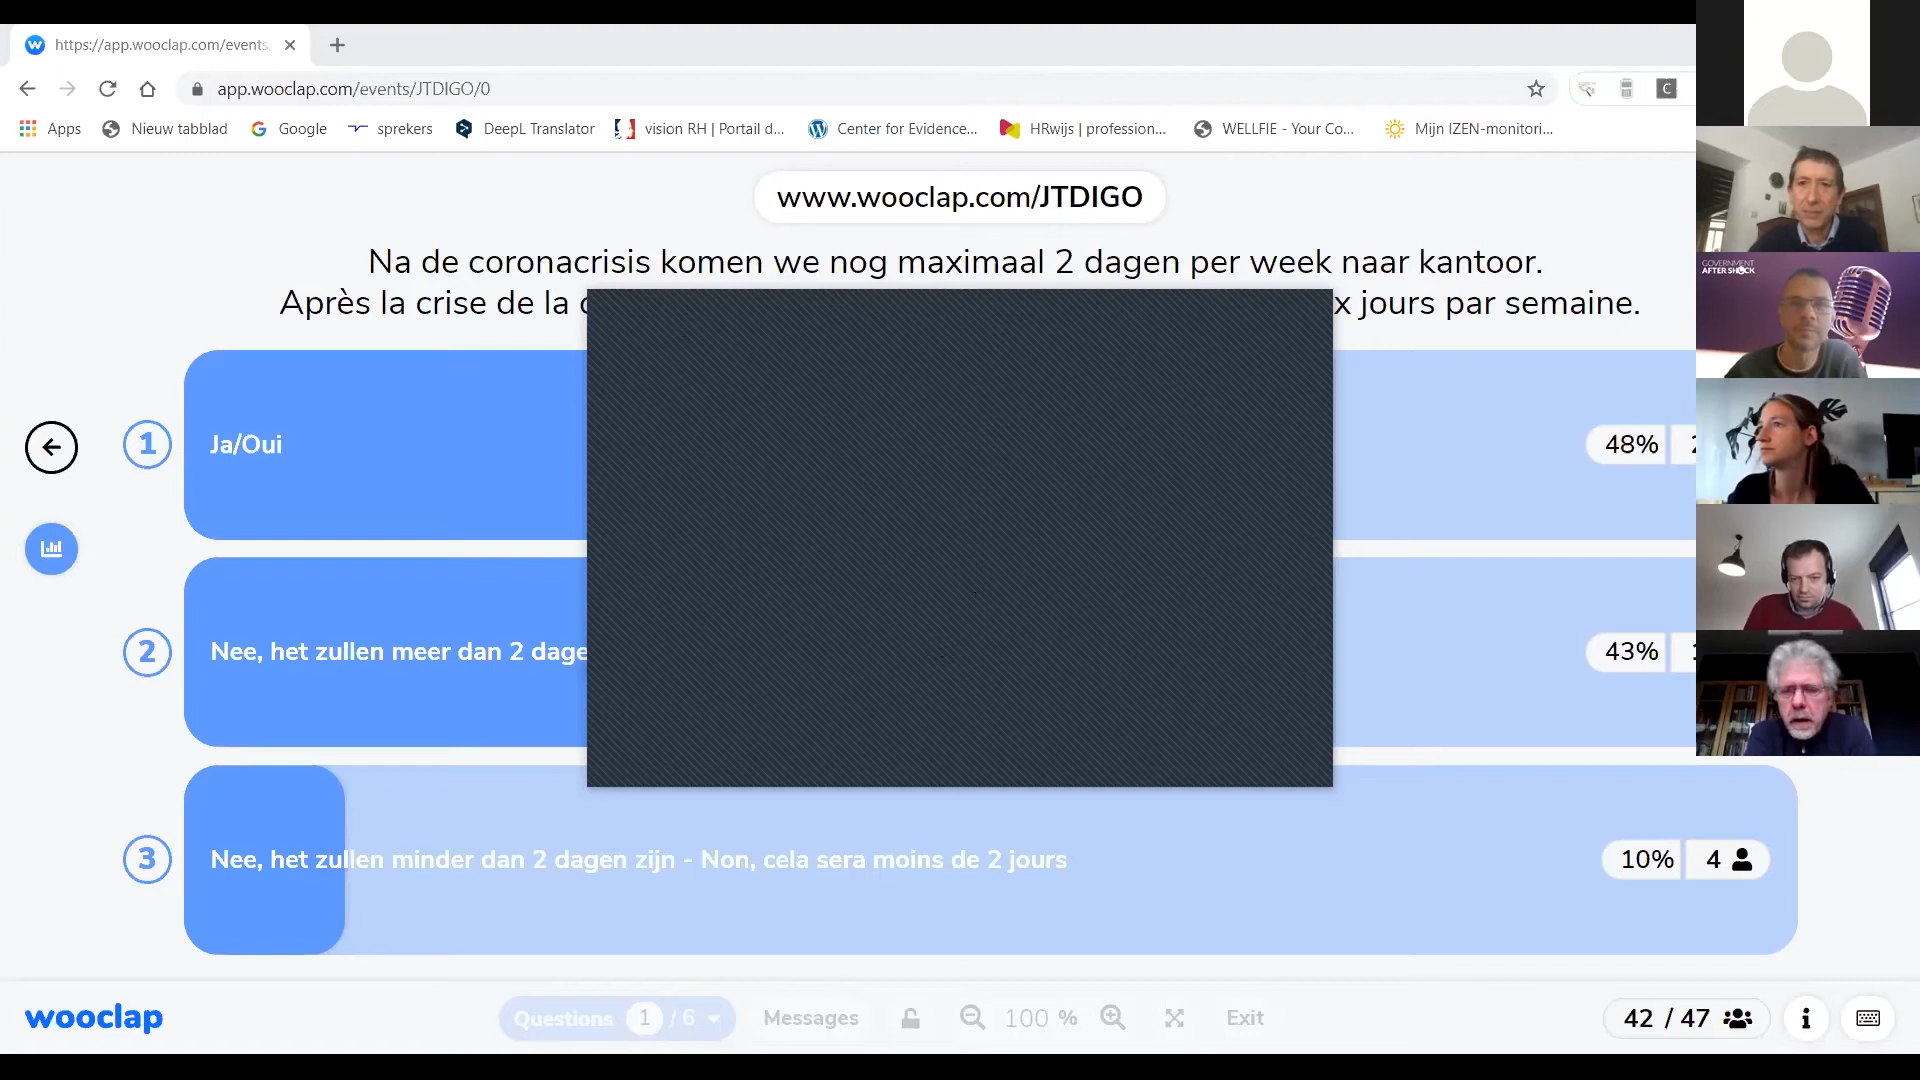 https://app.wooclap.com/events,
app.wooclap.com/events/JTDIGO/0
C
Apps
Nieuw tabblad
Google
sprekers
DeepL Translator
vision RH | Portail d...
Center for Evidence...
HRwijs | profession...
WELLFIE - Your Co...
Mijn IZEN-monitori...
www.wooclap.com/JTDIGO
Na de coronacrisis komen we nog maximaal 2 dagen per week naar kantoor.
Après la crise de la x jours par semaine.
1 Ja/Oui 48%
2 Nee, het zullen meer dan 2 dage 43%
3 Nee, het zullen minder dan 2 dagen zijn - Non, cela sera moins de 2 jours 10% 4
GOVERNMENT
AFTER SHOCK
wooclap
Questions 1 / 6
Messages
100 %
Exit
42 / 47